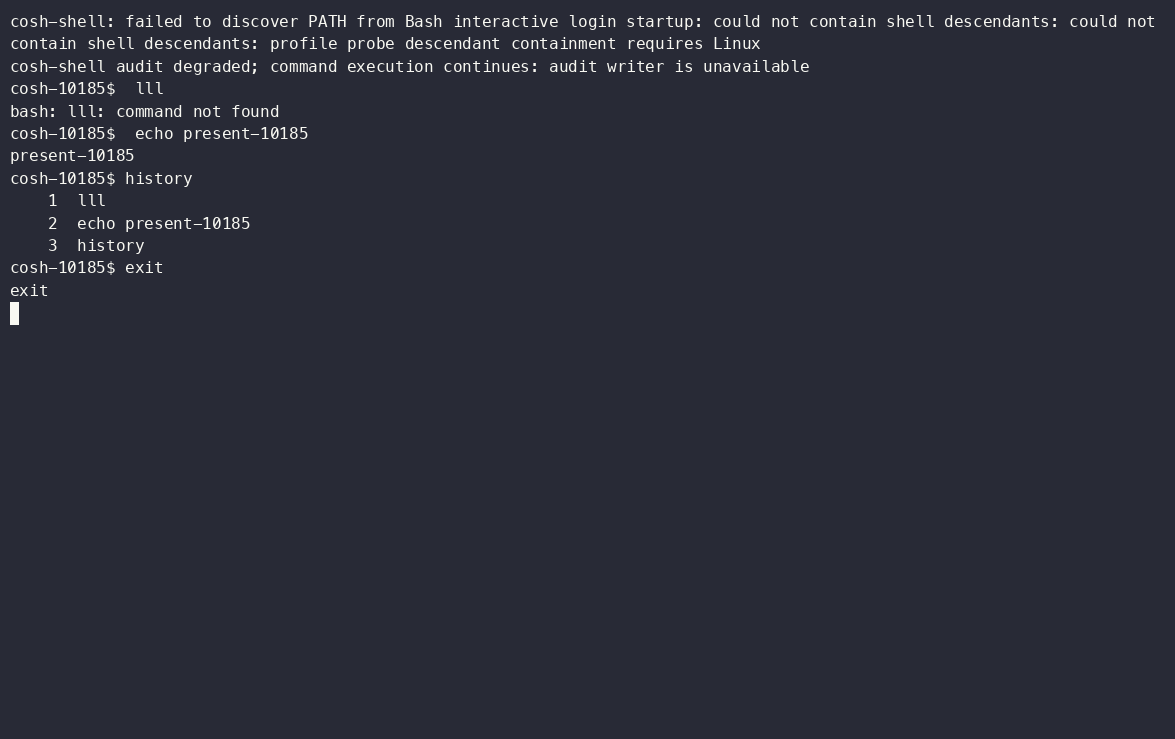 cosh-shell: failed to discover PATH from Bash interactive login startup: could not contain shell descendants: could not
contain shell descendants: profile probe descendant containment requires Linux
cosh-shell audit degraded; command execution continues: audit writer is unavailable
cosh-10185$  lll
bash: lll: command not found
cosh-10185$  echo present-10185
present-10185
cosh-10185$ history
    1  lll
    2  echo present-10185
    3  history
cosh-10185$ exit
exit